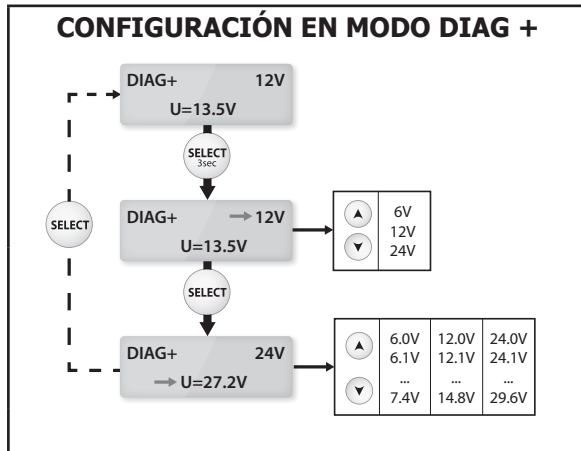 CONFIGURACIÓN EN MODO DIAG +
DIAG+ 12V
U=13.5V
SELECT
3sec
DIAG+ → 12V
U=13.5V
6V
12V
24V
SELECT
SELECT
DIAG+ 24V
→ U=27.2V
6.0V 12.0V 24.0V
6.1V 12.1V 24.1V
... ... ...
7.4V 14.8V 29.6V